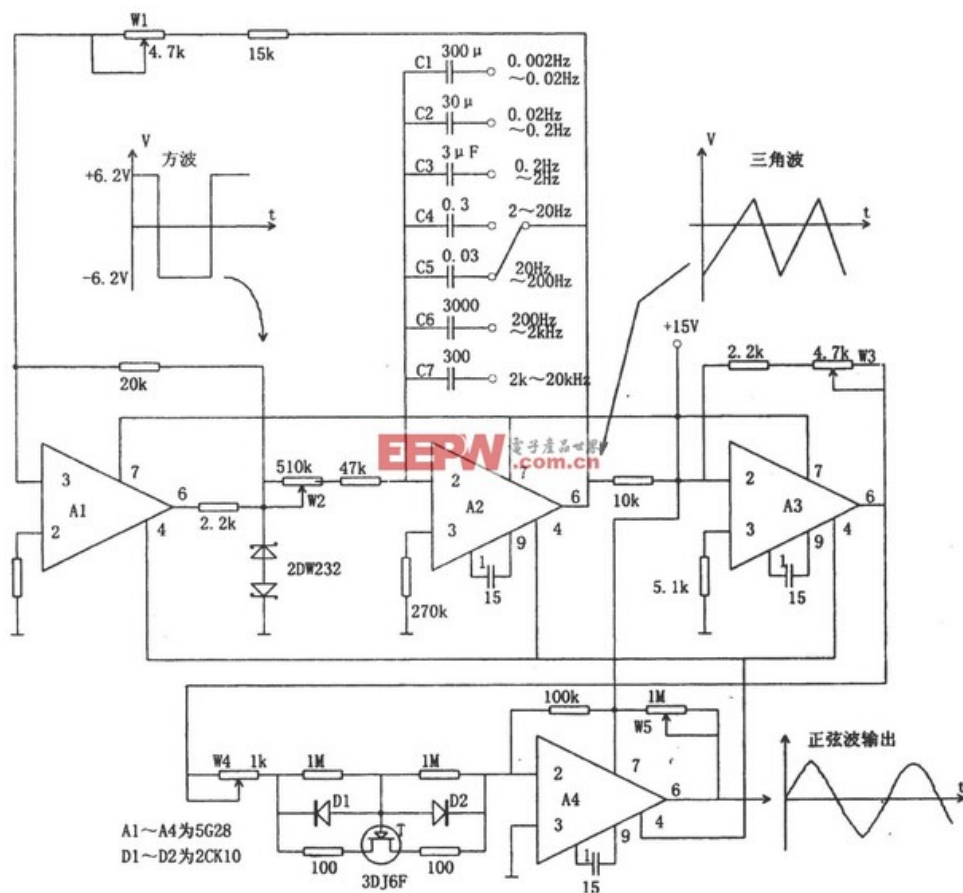 W1
4.7k
15k
C1
300μ
0.002Hz
～0.02Hz
C2
30μ
0.02Hz
～0.2Hz
V
方波
+6.2V
t
-6.2V
C3
3μF
0.2Hz
～2Hz
C4
0.3
2～20Hz
C5
0.03
20Hz
～200Hz
C6
3000
200Hz
～2kHz
C7
300
2k～20kHz
V
三角波
t
+15V
20k
2.2k
4.7k
W3
EEPW
電子產品世界
.com.cn
3
7
A1
6
2
4
2.2k
510k
W2
47k
2
7
A2
6
3
4
9
1
15
270k
2DW232
10k
2
7
A3
6
3
4
9
1
15
5.1k
100k
1M
W5
W4
1k
1M
1M
D1
D2
J
100
100
3DJ6F
2
7
A4
6
3
4
9
1
15
正弦波输出
t
A1～A4为5G28
D1～D2为2CK10